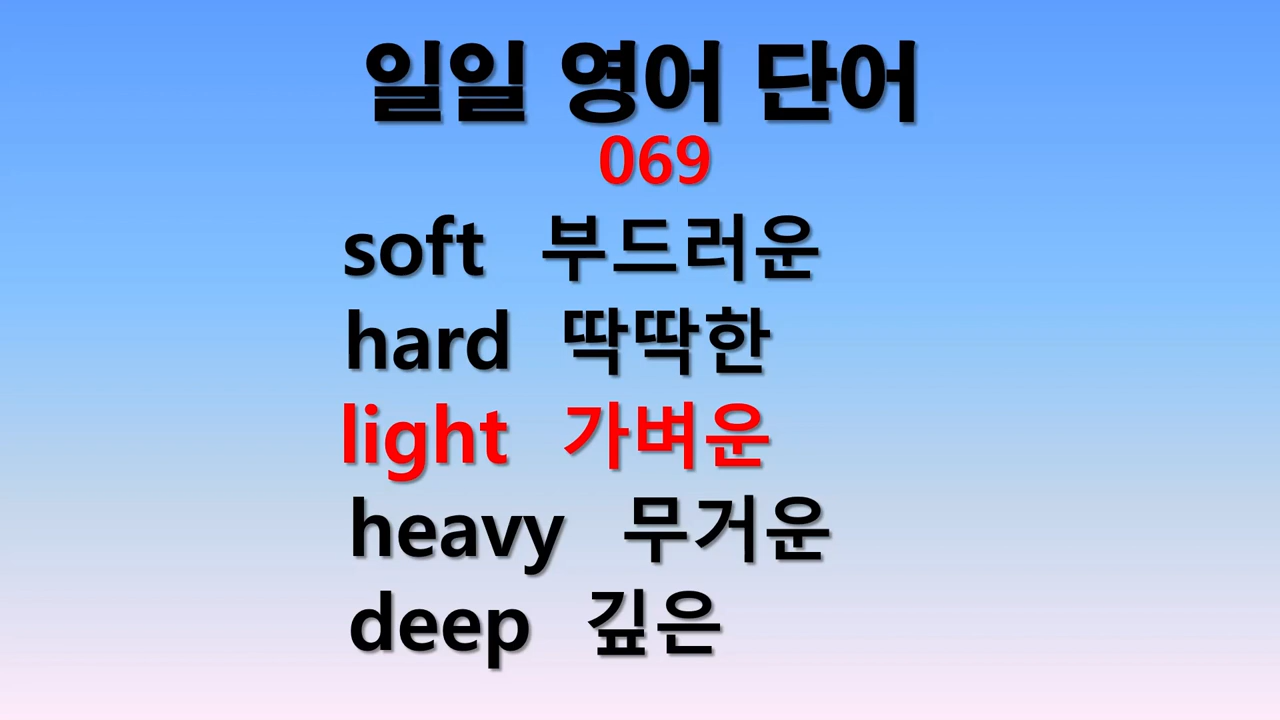 일일 영어 단어
069
soft 부드러운
hard 딱딱한
light 가벼운
heavy 무거운
deep 깊은